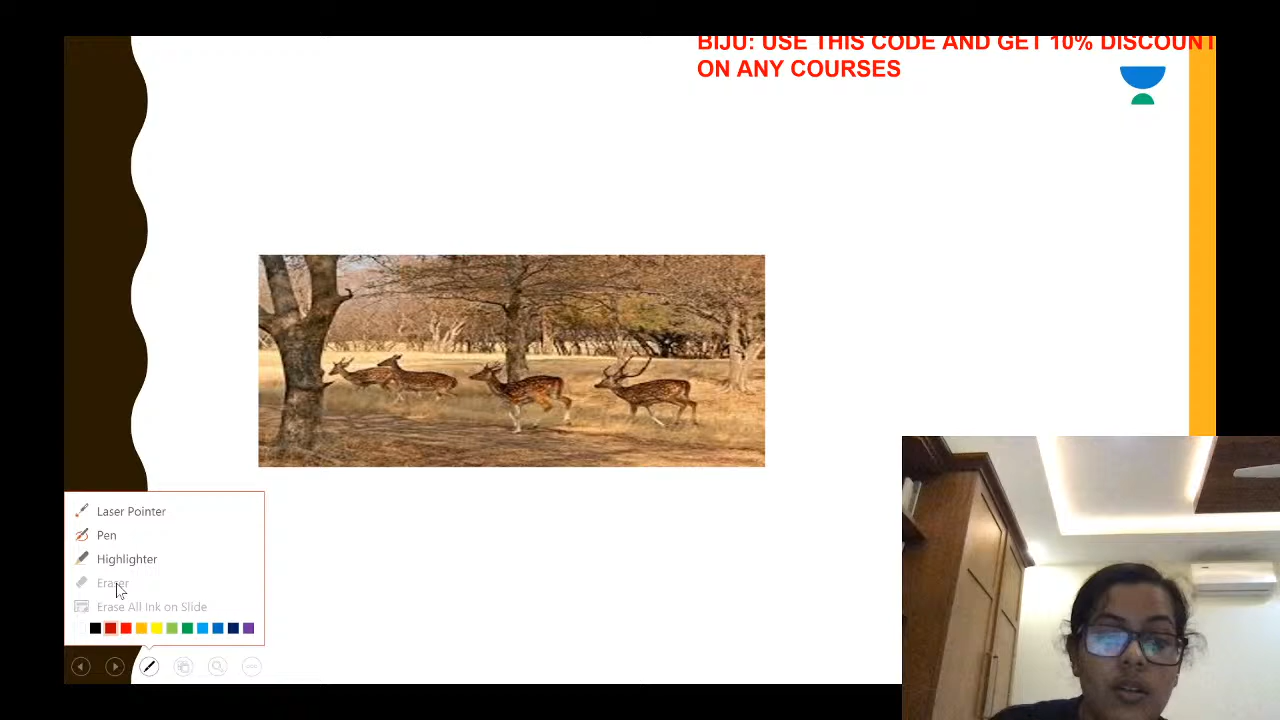 BIJU: USE THIS CODE AND GET 10% DISCOUNT
ON ANY COURSES
Laser Pointer
Pen
Highlighter
Eraser
Erase All Ink on Slide